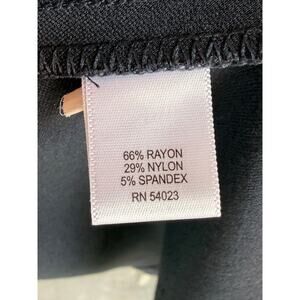 66% RAYON
29% NYLON
5% SPANDEX
RN 54023